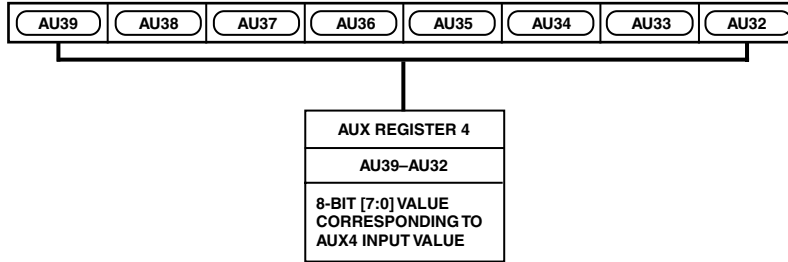 AU39 AU38 AU37 AU36 AU35 AU34 AU33 AU32
AUX REGISTER 4
AU39–AU32
8-BIT [7:0] VALUE
CORRESPONDING TO
AUX4 INPUT VALUE